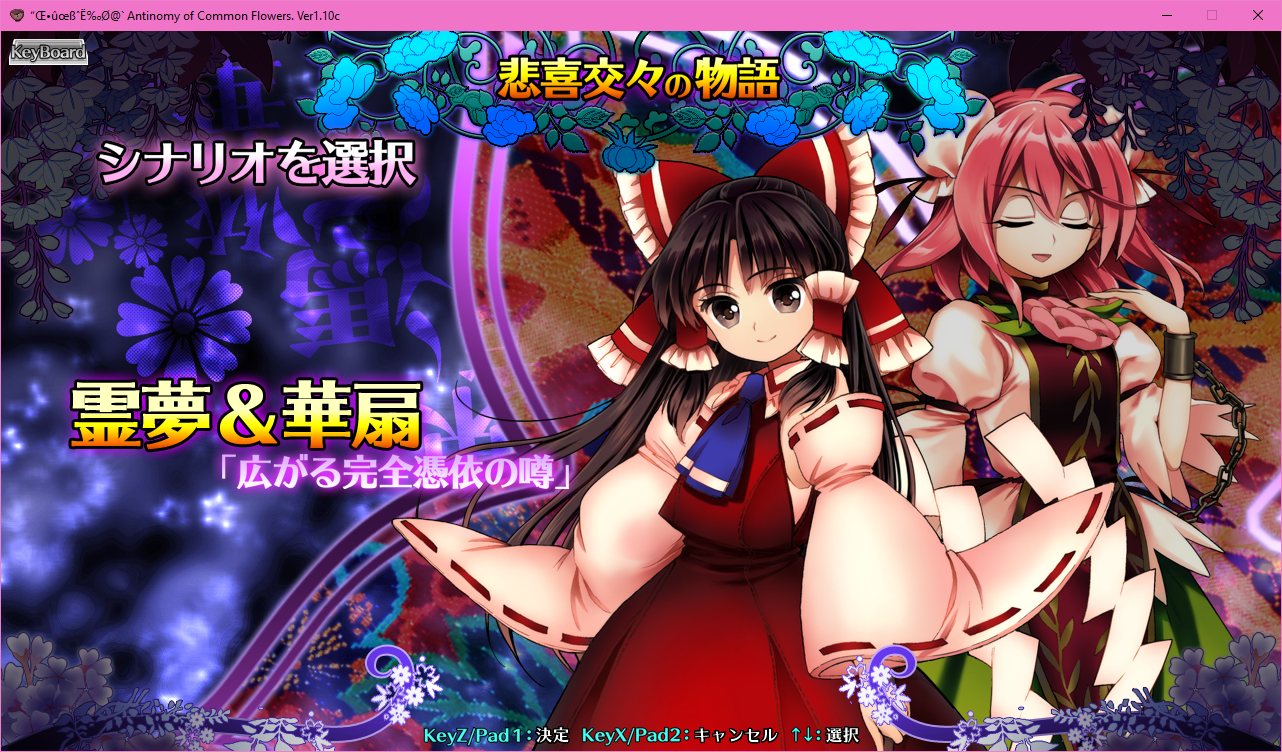 “Œ•ûœßˆË‰Ø@` Antinomy of Common Flowers. Ver1.10c
KeyBoard
悲喜交々の物語
シナリオを選択
霊夢&華扇
「広がる完全憑依の噂」
KeyZ/Pad1:決定 KeyX/Pad2:キャンセル ↑↓:選択